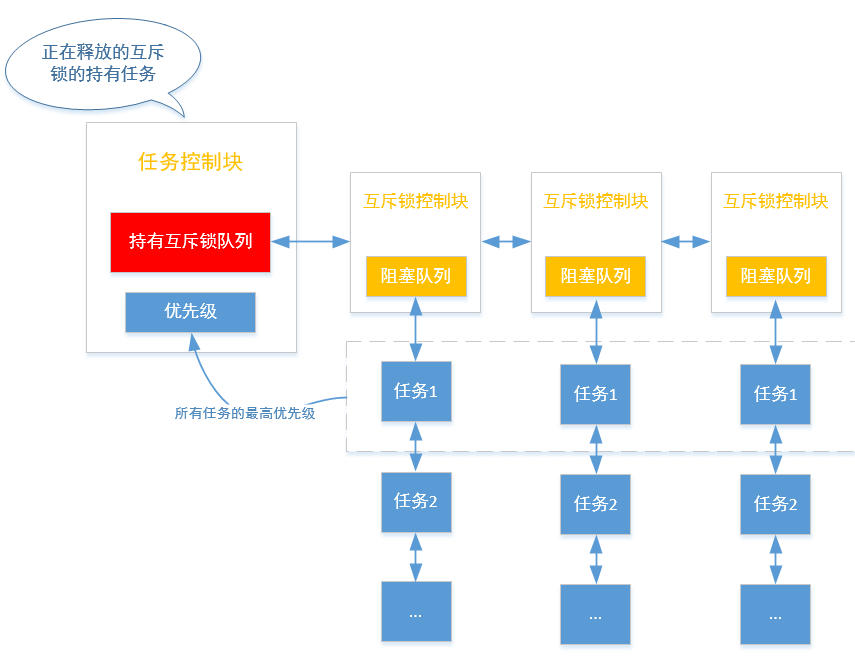 正在释放的互斥
锁的持有任务
任务控制块
持有互斥锁队列
优先级
所有任务的最高优先级
互斥锁控制块
互斥锁控制块
互斥锁控制块
阻塞队列
阻塞队列
阻塞队列
任务1
任务1
任务1
任务2
任务2
任务2
...
...
...